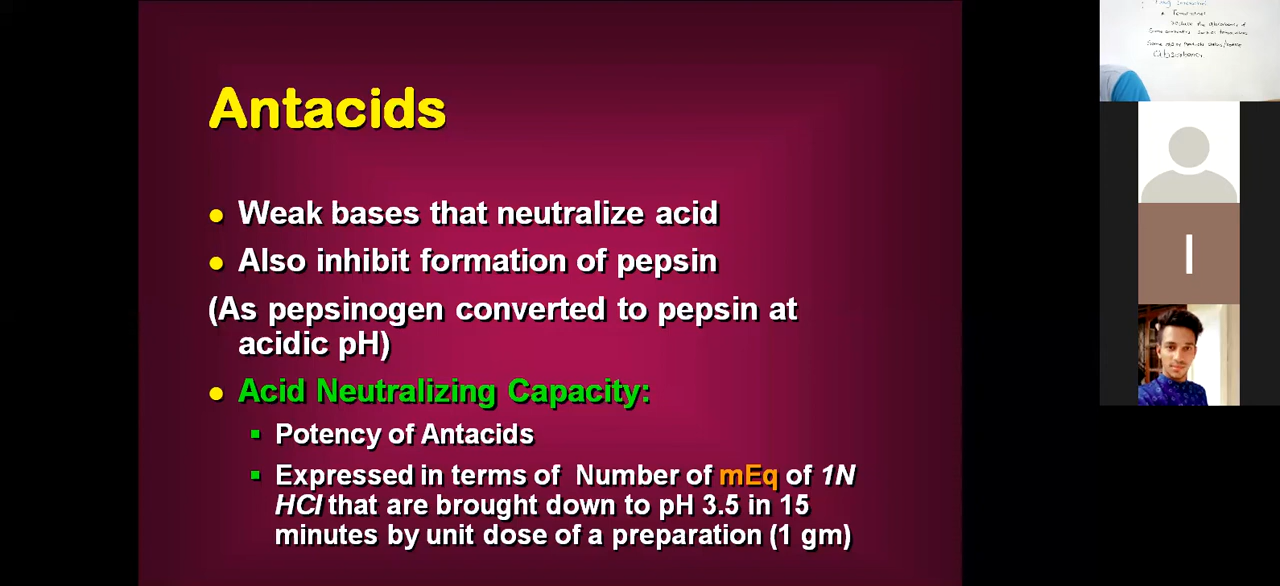 Antacids
Weak bases that neutralize acid
Also inhibit formation of pepsin
(As pepsinogen converted to pepsin at
acidic pH)
Acid Neutralizing Capacity:
Potency of Antacids
Expressed in terms of Number of mEq of 1N
HCl that are brought down to pH 3.5 in 15
minutes by unit dose of a preparation (1 gm)
I